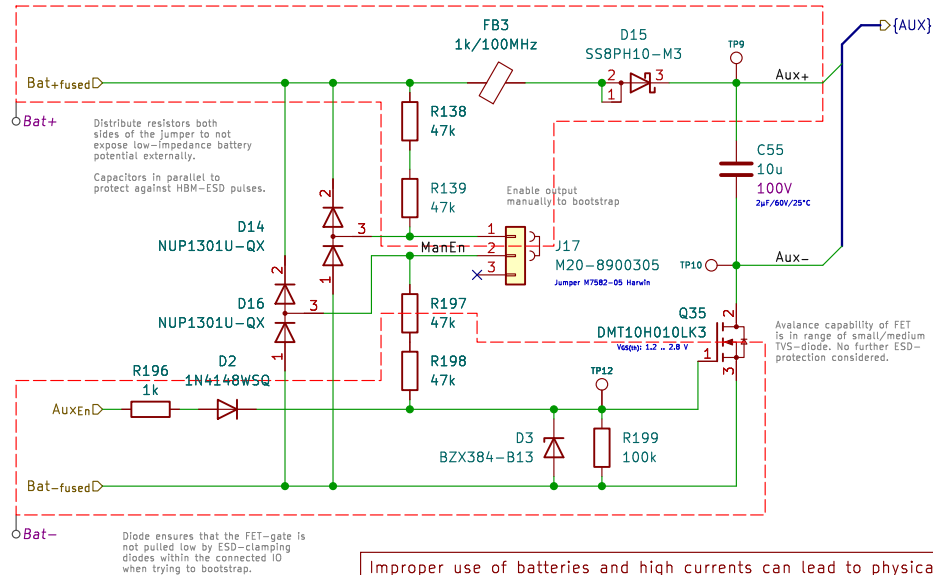 FB3
1k/100MHz
D15
SS8PH10-M3
TP9
{AUX}
Bat+fused
2
1
3
Aux+
Bat+
Distribute resistors both
sides of the jumper to not
expose low-impedance battery
potential externally.
Capacitors in parallel to
protect against HBM-ESD pulses.
R138
47k
R139
47k
C55
10u
100V
2µF/60V/25°C
Enable output
manually to bootstrap
D14
NUP1301U-QX
2
3
1
ManEn
1
2
3
J17
M20-8900305
Jumper M7582-05 Harwin
TP10
Aux-
D16
NUP1301U-QX
2
3
1
R197
47k
R198
47k
Q35
DMT10H010LK3
VGS(th): 1.2 .. 2.8 V
2
1
3
Avalance capability of FET
is in range of small/medium
TVS-diode. No further ESD-
protection considered.
R196
1k
D2
1N4148WSQ
TP12
AuxEn
D3
BZX384-B13
R199
100k
Bat-fused
Bat-
Diode ensures that the FET-gate is
not pulled low by ESD-clamping
diodes within the connected IO
when trying to bootstrap.
Improper use of batteries and high currents can lead to physica